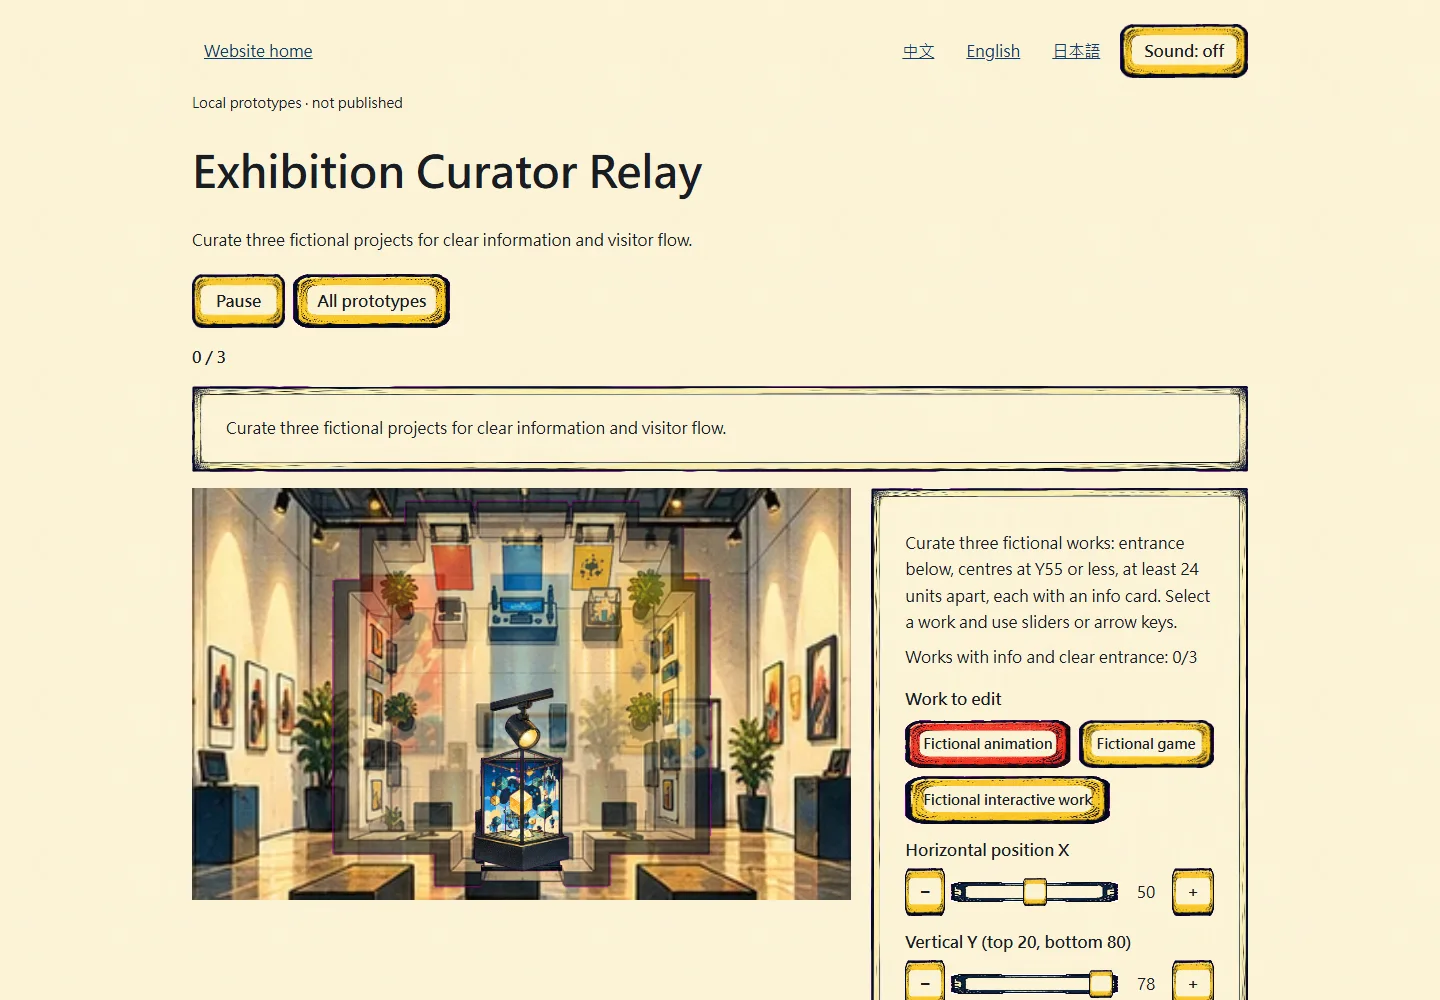 Website home
中文
English
日本語
Sound: off
Local prototypes · not published
Exhibition Curator Relay
Curate three fictional projects for clear information and visitor flow.
Pause
All prototypes
0 / 3
Curate three fictional projects for clear information and visitor flow.
Curate three fictional works: entrance
below, centres at Y55 or less, at least 24
units apart, each with an info card. Select
a work and use sliders or arrow keys.
Works with info and clear entrance: 0/3
Work to edit
Fictional animation
Fictional game
Fictional interactive work
Horizontal position X
−
50
+
Vertical Y (top 20, bottom 80)
−
78
+